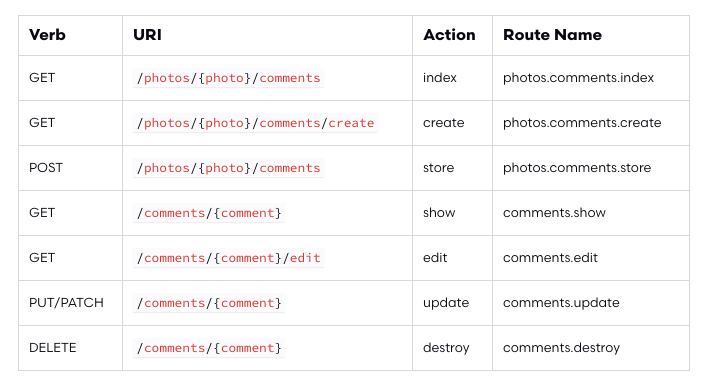 Verb URI Action Route Name
GET /photos/{photo}/comments index photos.comments.index
GET /photos/{photo}/comments/create create photos.comments.create
POST /photos/{photo}/comments store photos.comments.store
GET /comments/{comment} show comments.show
GET /comments/{comment}/edit edit comments.edit
PUT/PATCH /comments/{comment} update comments.update
DELETE /comments/{comment} destroy comments.destroy